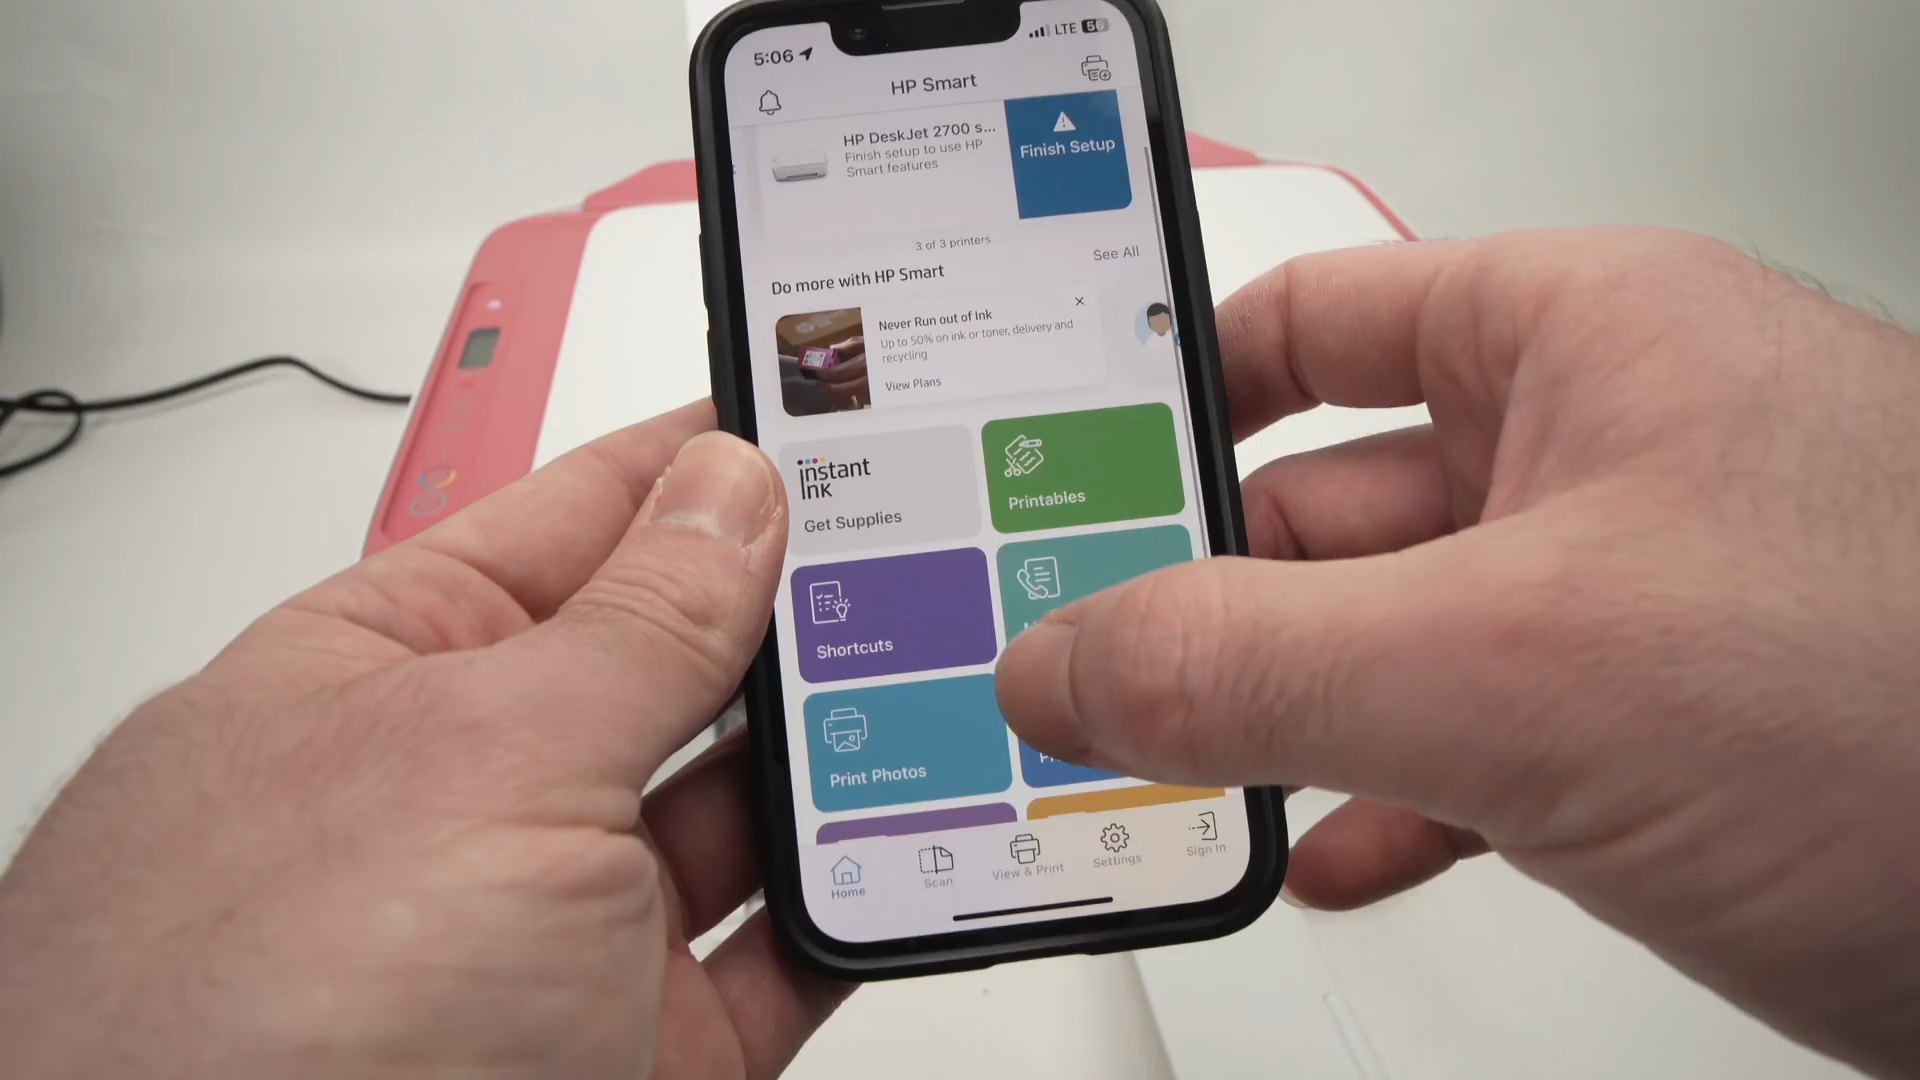 5:06
LTE 56
HP Smart
HP DeskJet 2700 s...
Finish setup to use HP
Smart features
Finish Setup
3 of 3 printers
Do more with HP Smart
See All
Never Run out of Ink
Up to 50% on ink or toner, delivery and
recycling
View Plans
instant
ink
Get Supplies
Printables
Shortcuts
Print Photos
Home
Scan
View & Print
Settings
Sign In